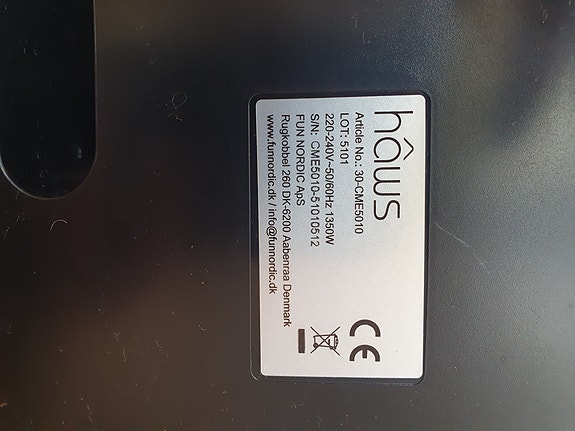 hâws
Article No.: 30-CME5010
LOT: 5101
220-240V~50/60Hz 1350W
S/N: CME5010-51010512
FUN NORDIC ApS
Rugkobbel 260 DK-6200 Aabenraa Denmark
www.funnordic.dk / info@funnordic.dk
CE